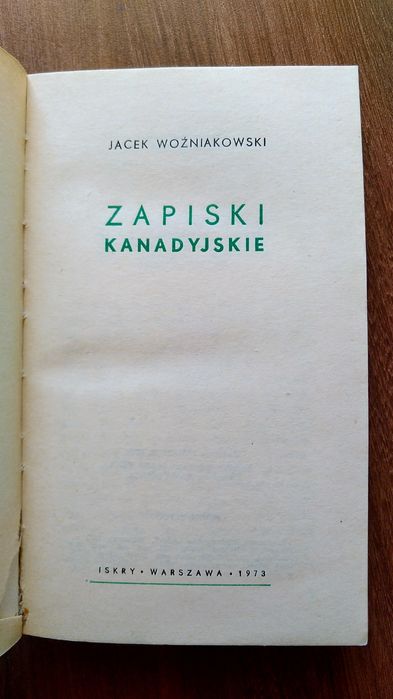 JACEK WOŹNIAKOWSKI
ZAPISKI
KANADYJSKIE
ISKRY • WARSZAWA • 1973